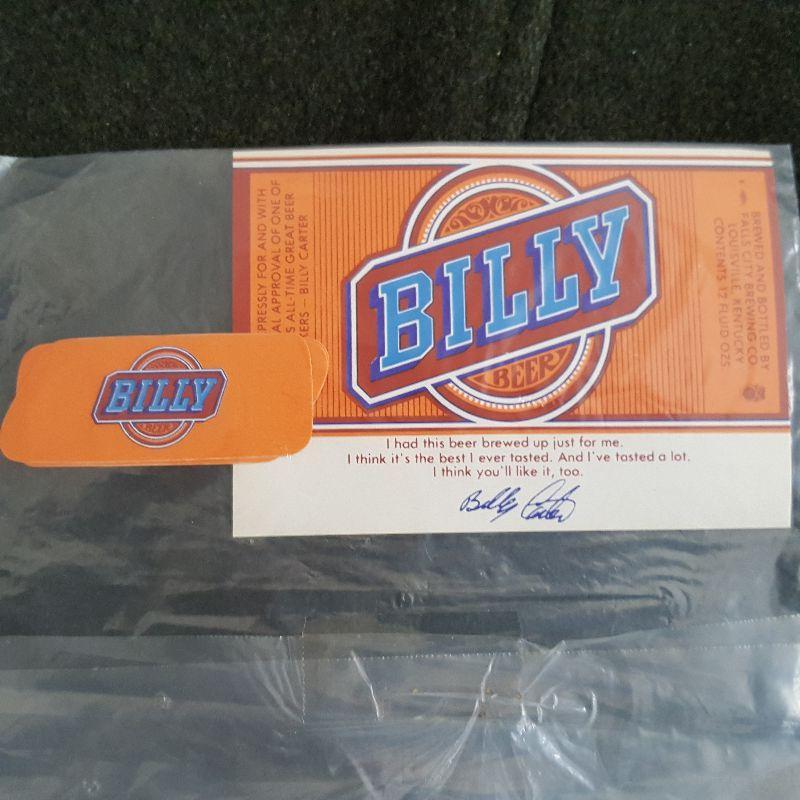 PRESSLY FOR AND WITH
AL APPROVAL OF ONE OF
S ALL-TIME GREAT BEER
KERS — BILLY CARTER
BILLY
BEER
BREWED AND BOTTLED BY
FALLS CITY BREWING CO.
LOUISVILLE, KENTUCKY
CONTENTS 12 FLUID OZS
BILLY
BEER
I had this beer brewed up just for me.
I think it's the best I ever tasted. And I've tasted a lot.
I think you'll like it, too.
Billy Carter